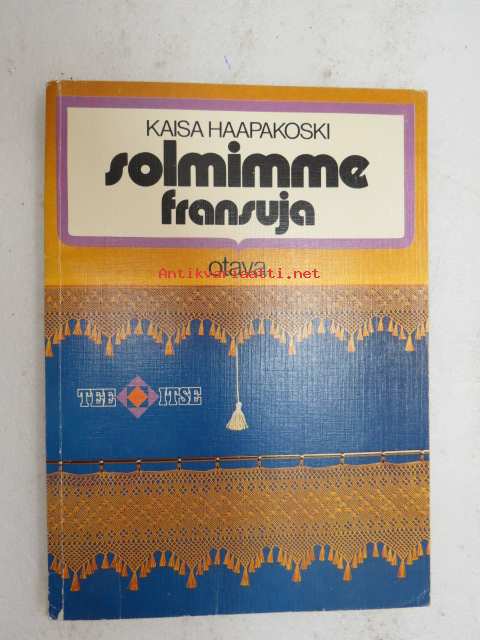 KAISA HAAPAKOSKI
solmimme
fransuja
otava
Antikvariaatti.net
TEE ITSE